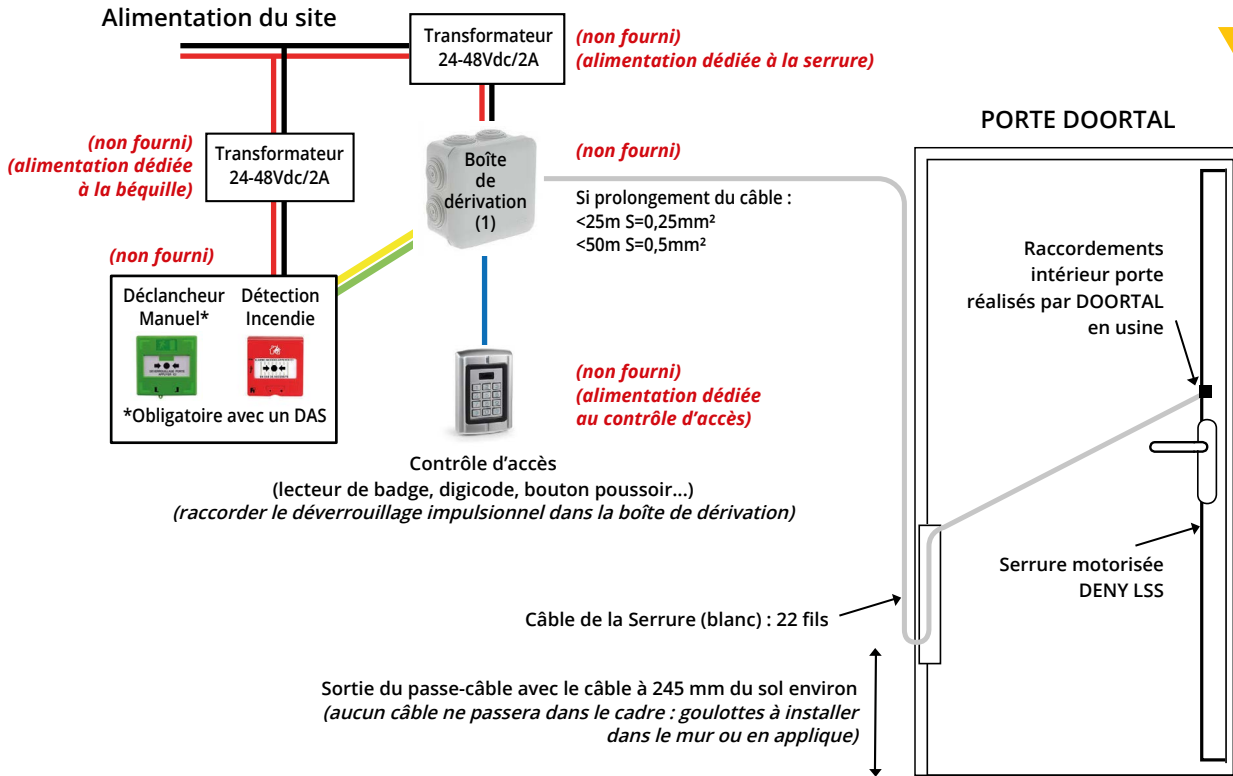 Alimentation du site
Transformateur
24-48Vdc/2A
(non fourni)
(alimentation dédiée à la serrure)
(non fourni)
(alimentation dédiée
à la béquille)
Transformateur
24-48Vdc/2A
Boîte
de
dérivation
(1)
(non fourni)
Si prolongement du câble :
<25m S=0,25mm²
<50m S=0,5mm²
PORTE DOORTAL
Raccordements
intérieur porte
réalisés par DOORTAL
en usine
(non fourni)
Déclancheur
Manuel*
Détection
Incendie
*Obligatoire avec un DAS
(non fourni)
(alimentation dédiée
au contrôle d'accès)
Contrôle d'accès
(lecteur de badge, digicode, bouton poussoir...)
(raccorder le déverrouillage impulsionnel dans la boîte de dérivation)
Serrure motorisée
DENY LSS
Câble de la Serrure (blanc) : 22 fils
Sortie du passe-câble avec le câble à 245 mm du sol environ
(aucun câble ne passera dans le cadre : goulottes à installer
dans le mur ou en applique)